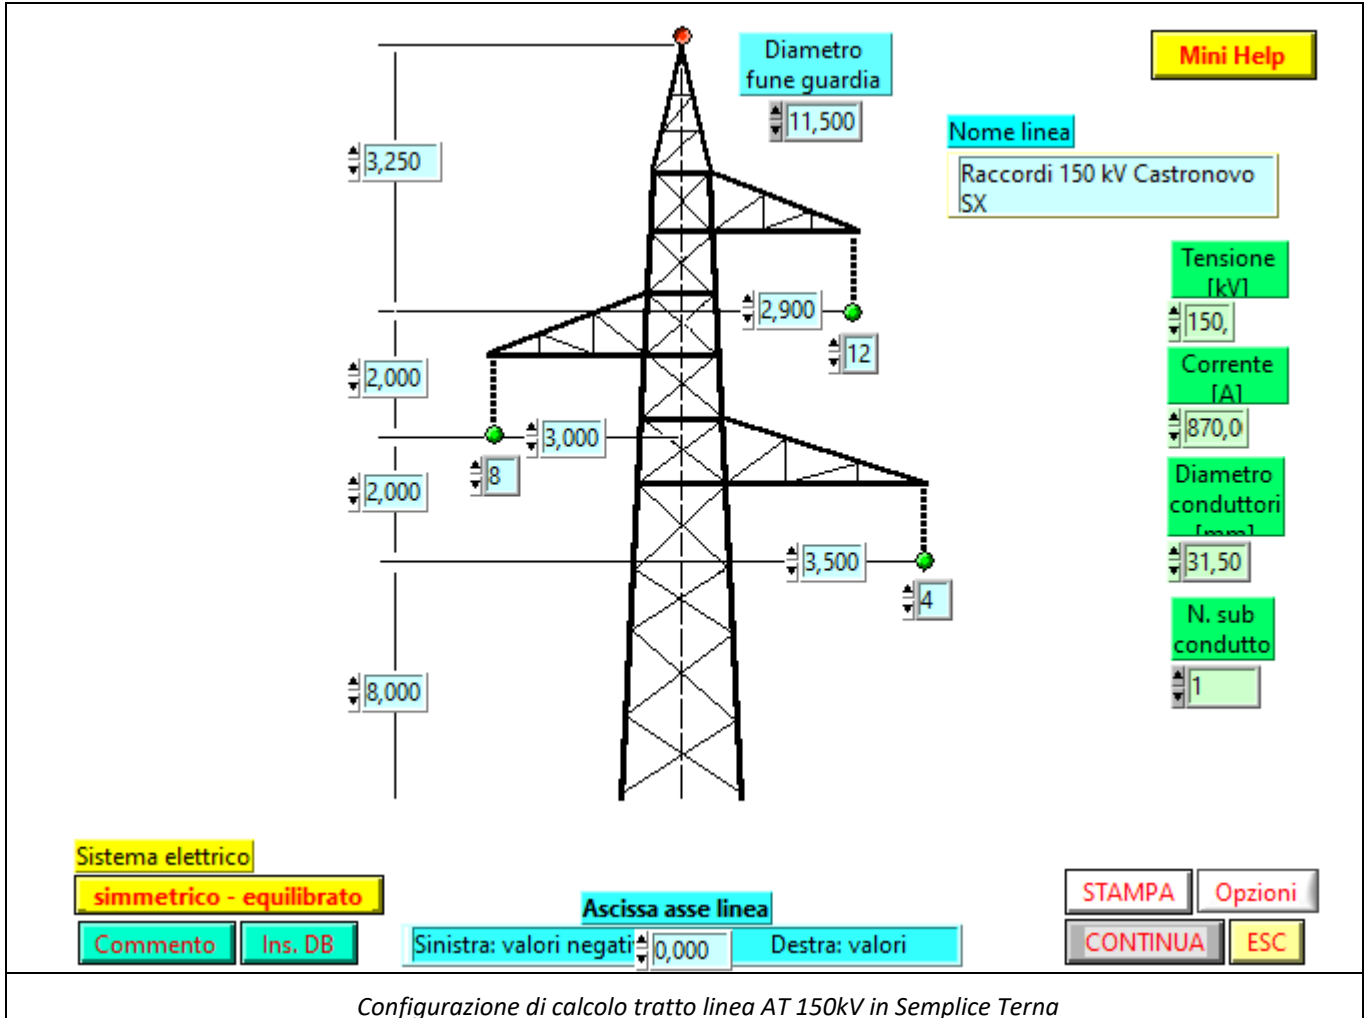 Diametro
fune guardia
11,500
Mini Help
Nome linea
Raccordi 150 kV Castronovo
SX
3,250
Tensione
[kV]
150,
2,900
12
Corrente
[A]
870,0
2,000
3,000
8
Diametro
conduttori
[mm]
31,50
2,000
3,500
4
N. sub
condutto
1
8,000
Sistema elettrico
simmetrico - equilibrato
Commento
Ins. DB
Ascissa asse linea
Sinistra: valori negati
0,000
Destra: valori
STAMPA
Opzioni
CONTINUA
ESC
Configurazione di calcolo tratto linea AT 150kV in Semplice Terna